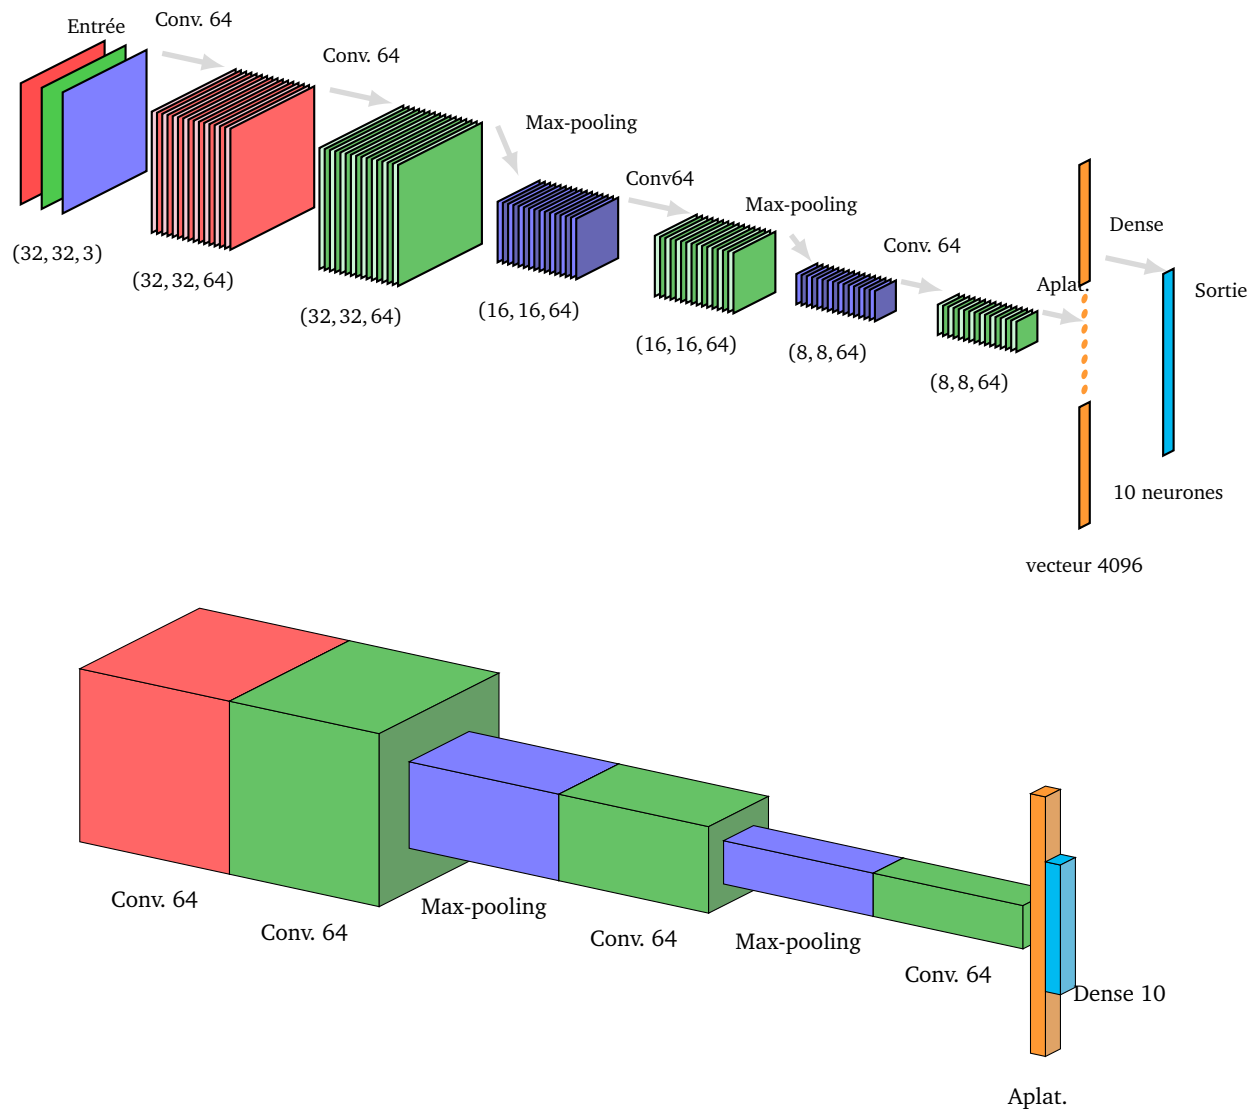 Entrée
Conv. 64
Conv. 64
Max-pooling
Conv64
Max-pooling
Conv. 64
Aplat.
Dense
Sortie
(32, 32, 3)
(32, 32, 64)
(32, 32, 64)
(16, 16, 64)
(16, 16, 64)
(8, 8, 64)
(8, 8, 64)
10 neurones
vecteur 4096
Conv. 64
Conv. 64
Max-pooling
Conv. 64
Max-pooling
Conv. 64
Dense 10
Aplat.